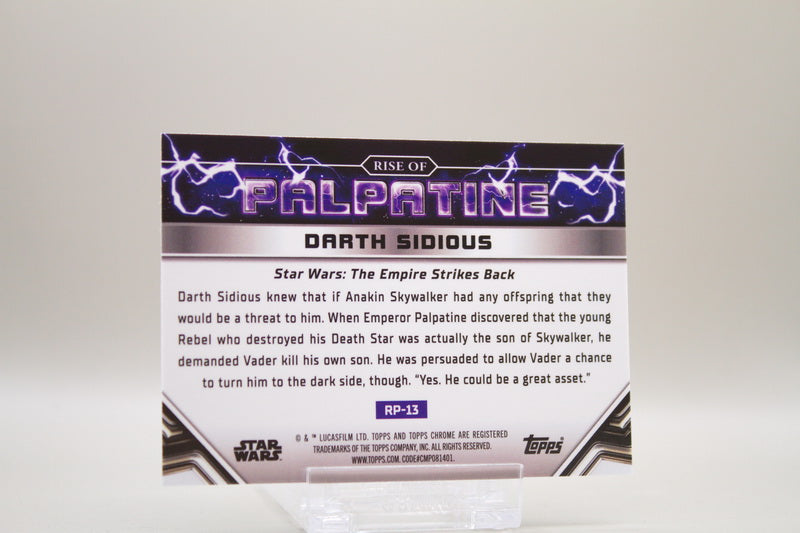 RISE OF
PALPATINE
DARTH SIDIOUS
Star Wars: The Empire Strikes Back
Darth Sidious knew that if Anakin Skywalker had any offspring that they
would be a threat to him. When Emperor Palpatine discovered that the young
Rebel who destroyed his Death Star was actually the son of Skywalker, he
demanded Vader kill his own son. He was persuaded to allow Vader a chance
to turn him to the dark side, though. “Yes. He could be a great asset.”
RP-13
© & ™ LUCASFILM LTD. TOPPS AND TOPPS CHROME ARE REGISTERED
TRADEMARKS OF THE TOPPS COMPANY, INC. ALL RIGHTS RESERVED.
WWW.TOPPS.COM. CODE#CMP081401.
STAR
WARS
Topps